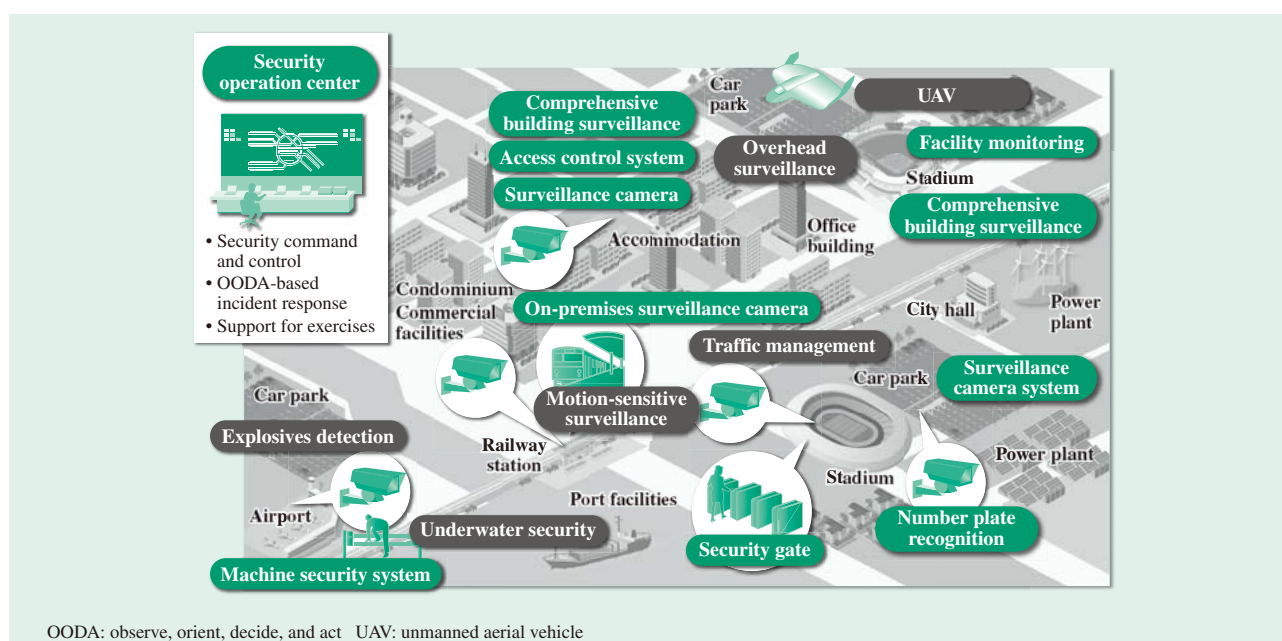 Security
operation center
• Security command
and control
• OODA-based
incident response
• Support for exercises
Comprehensive
building surveillance
Access control system
Surveillance camera
Car
park
UAV
Overhead
surveillance
Facility monitoring
Stadium
Comprehensive
building surveillance
Accommodation
Office
building
Condominium
Commercial
facilities
On-premises surveillance camera
City hall
Power
plant
Traffic management
Car park
Surveillance
camera system
Car park
Motion-sensitive
surveillance
Explosives detection
Railway
station
Stadium
Power plant
Airport
Port facilities
Underwater security
Security gate
Number plate
recognition
Machine security system
OODA: observe, orient, decide, and act UAV: unmanned aerial vehicle